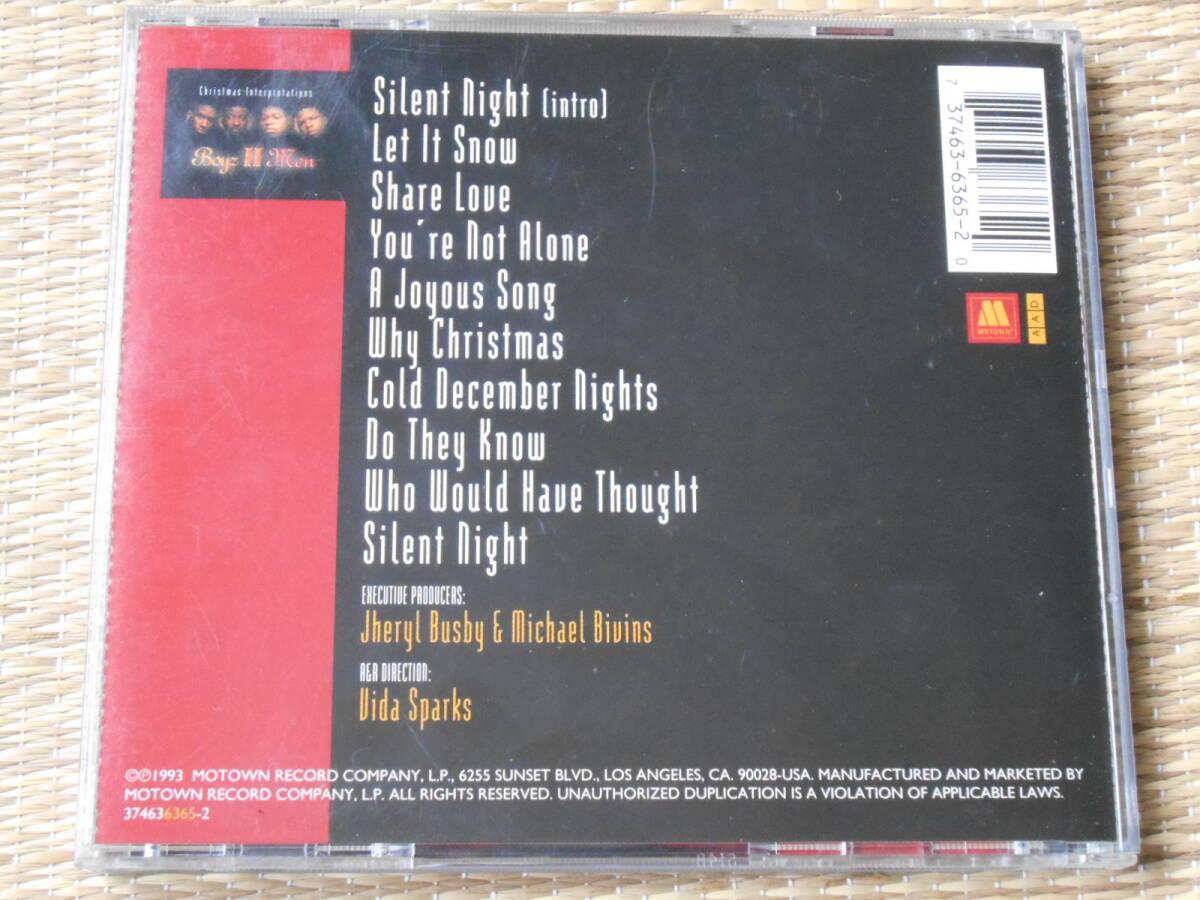 Christmas Interpretations
Boyz II Men
Silent Night (intro)
Let It Snow
Share Love
You're Not Alone
A Joyous Song
Why Christmas
Cold December Nights
Do They Know
Who Would Have Thought
Silent Night
EXECUTIVE PRODUCERS:
Jheryl Busby & Michael Bivins
A&R DIRECTION:
Vida Sparks
7 37463-6365-2 0
MOTOWN
AAD
©℗1993 MOTOWN RECORD COMPANY, L.P., 6255 SUNSET BLVD., LOS ANGELES, CA. 90028-USA. MANUFACTURED AND MARKETED BY
MOTOWN RECORD COMPANY, L.P. ALL RIGHTS RESERVED. UNAUTHORIZED DUPLICATION IS A VIOLATION OF APPLICABLE LAWS.
374636365-2